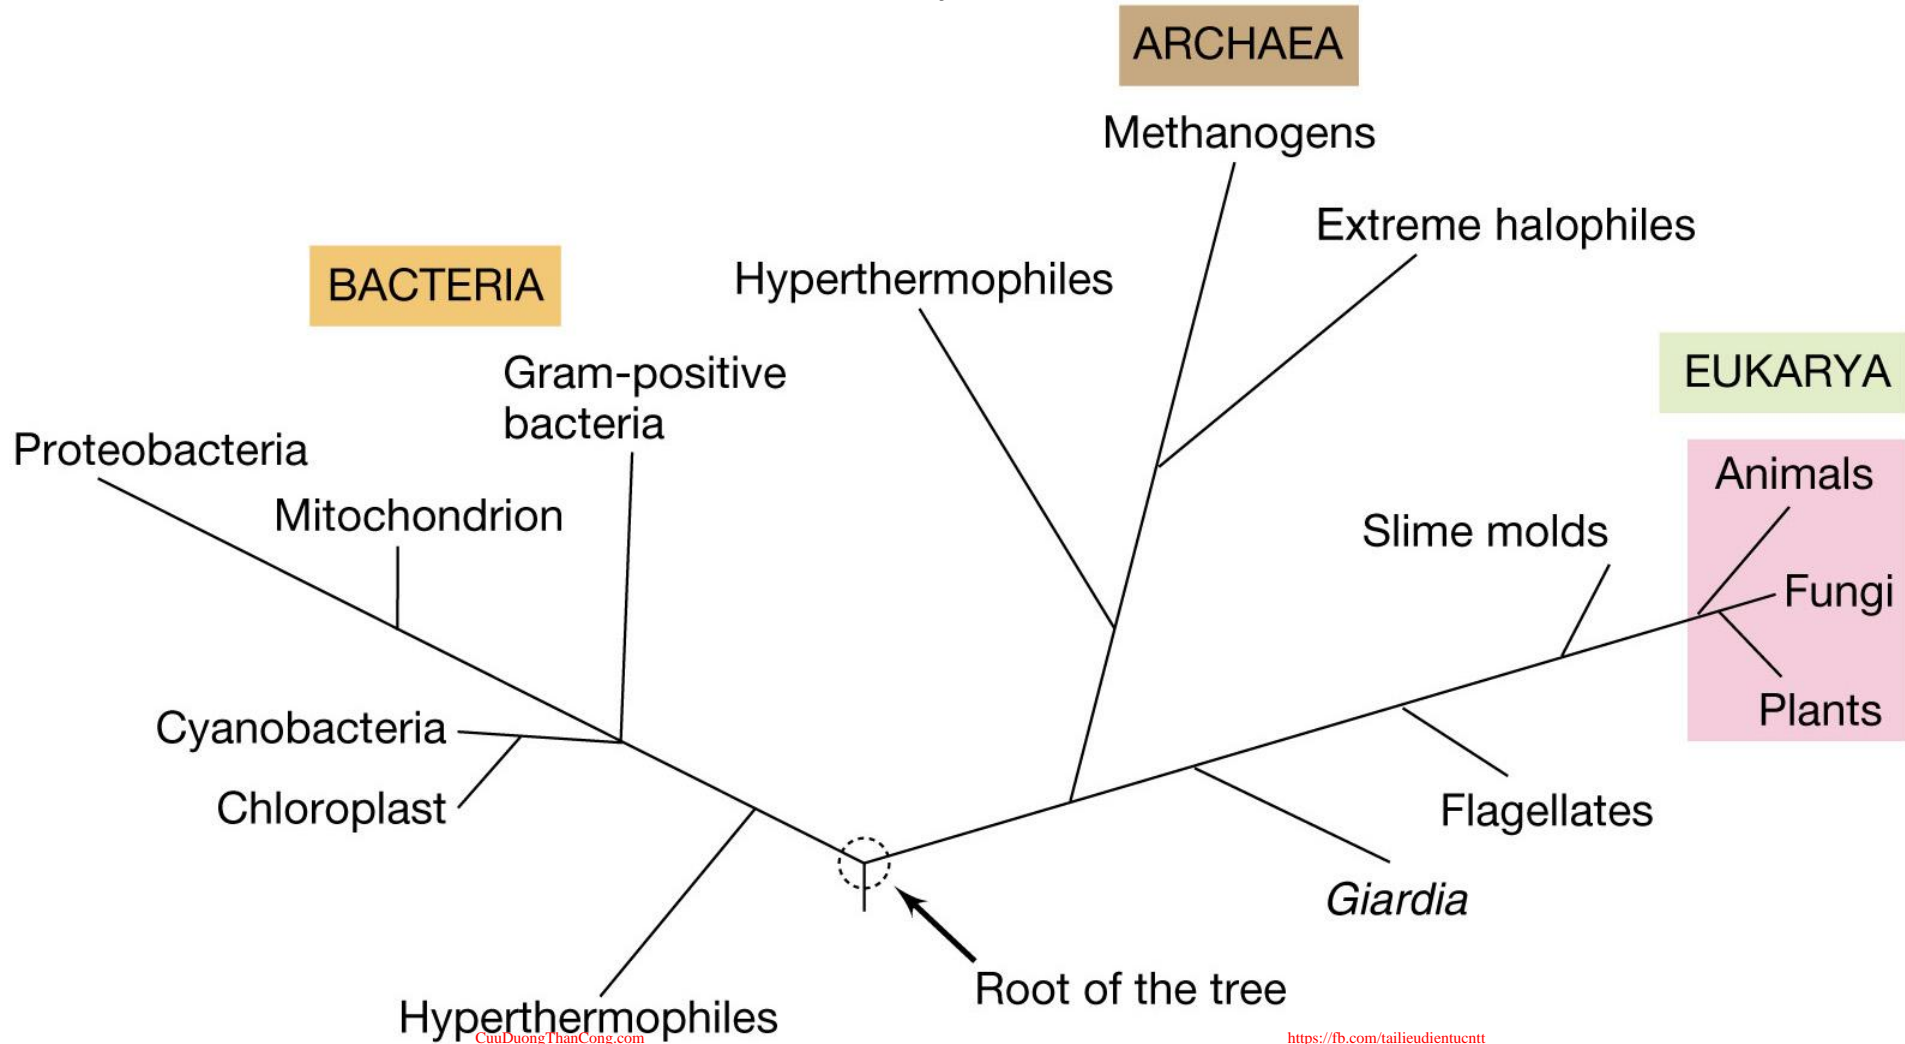 ARCHAEA
Methanogens
Extreme halophiles
Hyperthermophiles
BACTERIA
EUKARYA
Gram-positive
bacteria
Proteobacteria
Mitochondrion
Animals
Slime molds
Fungi
Plants
Cyanobacteria
Chloroplast
Flagellates
Giardia
Root of the tree
Hyperthermophiles
CuuDuongThanCong.com
https://fb.com/tailieudientucntt